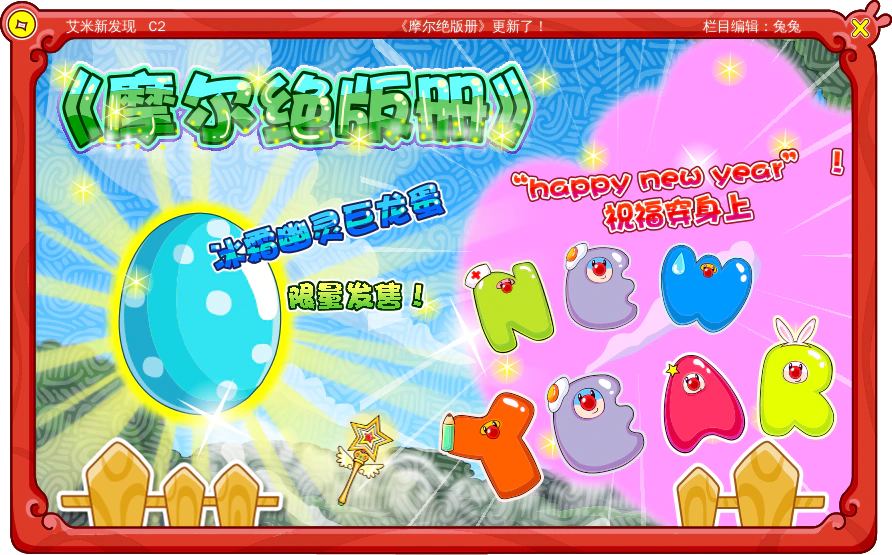 艾米新发现 C2
《摩尔绝版册》更新了！
栏目编辑：兔兔
《摩尔绝版册》
“happy new year”！
祝福穿身上
冰霜幽灵巨龙蛋
限量发售！
NEW
YEAR